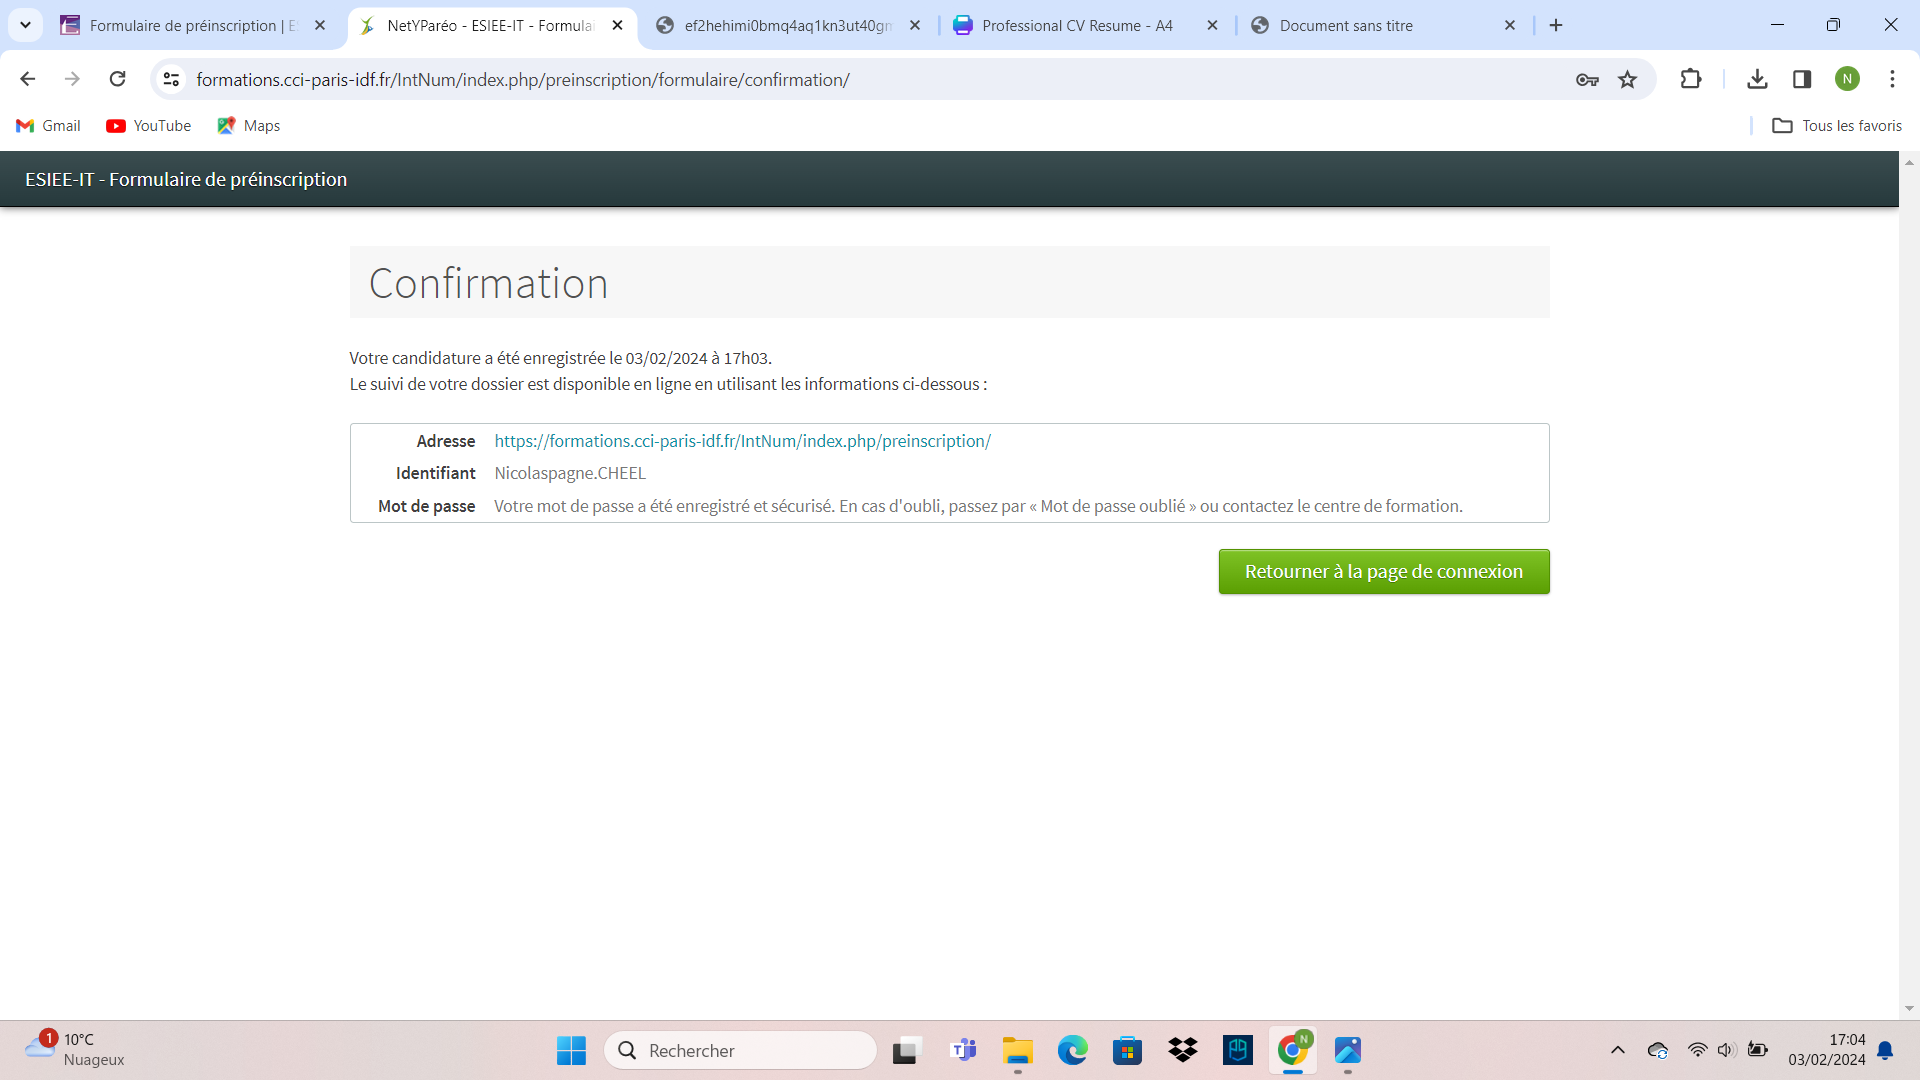 Formulaire de préinscription | E
NetYParéo - ESIEE-IT - Formulai
ef2hehimi0bmq4aq1kn3ut40gm
Professional CV Resume - A4
Document sans titre
formations.cci-paris-idf.fr/IntNum/index.php/preinscription/formulaire/confirmation/
N
Gmail
YouTube
Maps
Tous les favoris
ESIEE-IT - Formulaire de préinscription
Confirmation
Votre candidature a été enregistrée le 03/02/2024 à 17h03.
Le suivi de votre dossier est disponible en ligne en utilisant les informations ci-dessous :
Adresse https://formations.cci-paris-idf.fr/IntNum/index.php/preinscription/
Identifiant Nicolaspagne.CHEEL
Mot de passe Votre mot de passe a été enregistré et sécurisé. En cas d'oubli, passez par « Mot de passe oublié » ou contactez le centre de formation.
Retourner à la page de connexion
1
10°C
Nuageux
Rechercher
N
17:04
03/02/2024